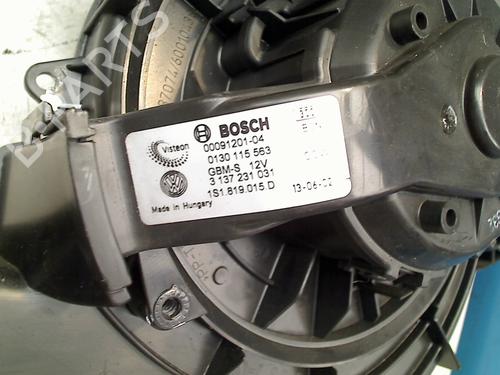 B-PARTS
Visteon
BOSCH
00091201-04
0130 115 563
GBM-S 12V
3 137 231 031
1S1.819.015 D
Made in Hungary
13-06-02